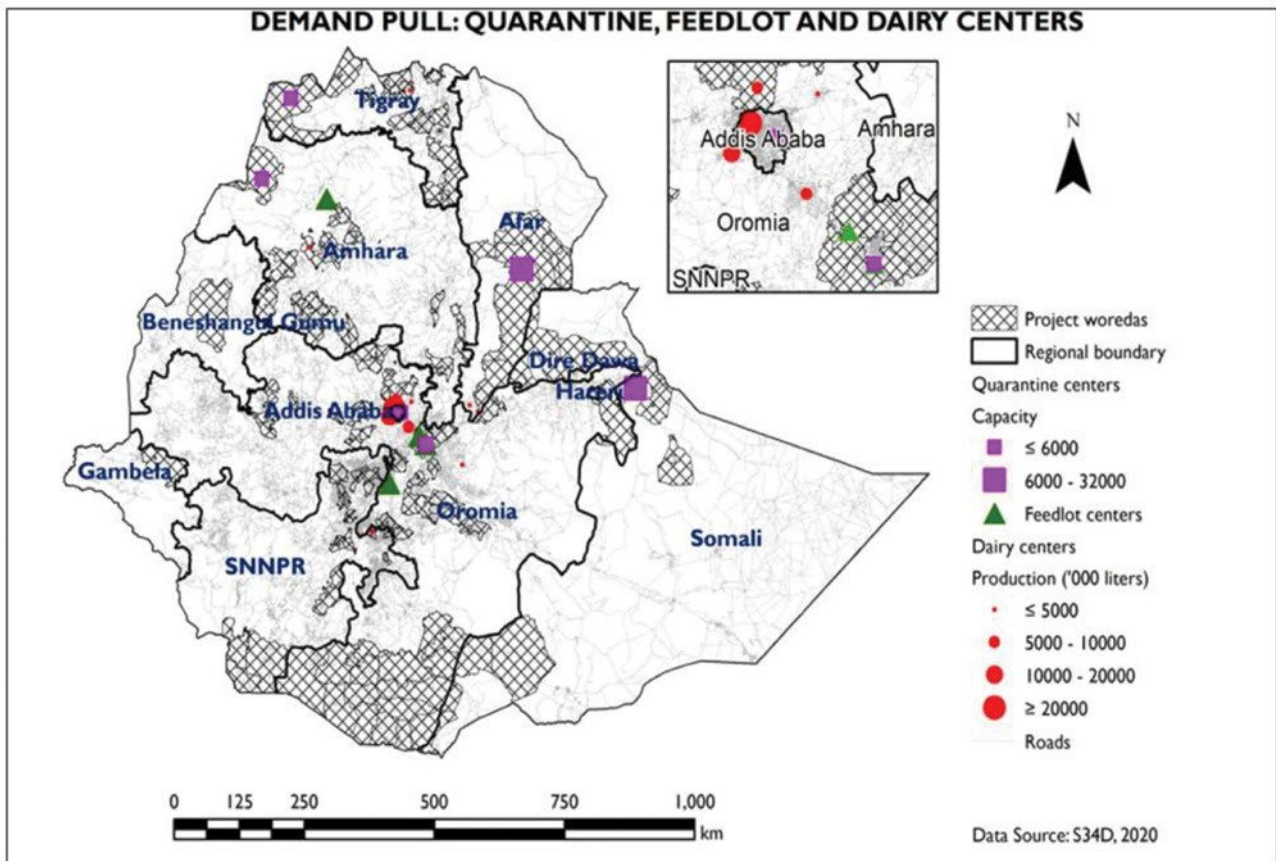 DEMAND PULL: QUARANTINE, FEEDLOT AND DAIRY CENTERS
Tigray
Afar
Amhara
Beneshangul Gumu
Dire Dawa
Harari
Addis Ababa
Gambela
Oromia
Somali
SNNPR
Addis Ababa
Amhara
Oromia
SNNPR
N
Project woredas
Regional boundary
Quarantine centers
Capacity
≤ 6000
6000 - 32000
Feedlot centers
Dairy centers
Production ('000 liters)
≤ 5000
5000 - 10000
10000 - 20000
≥ 20000
Roads
0 125 250 500 750 1,000
km
Data Source: S34D, 2020